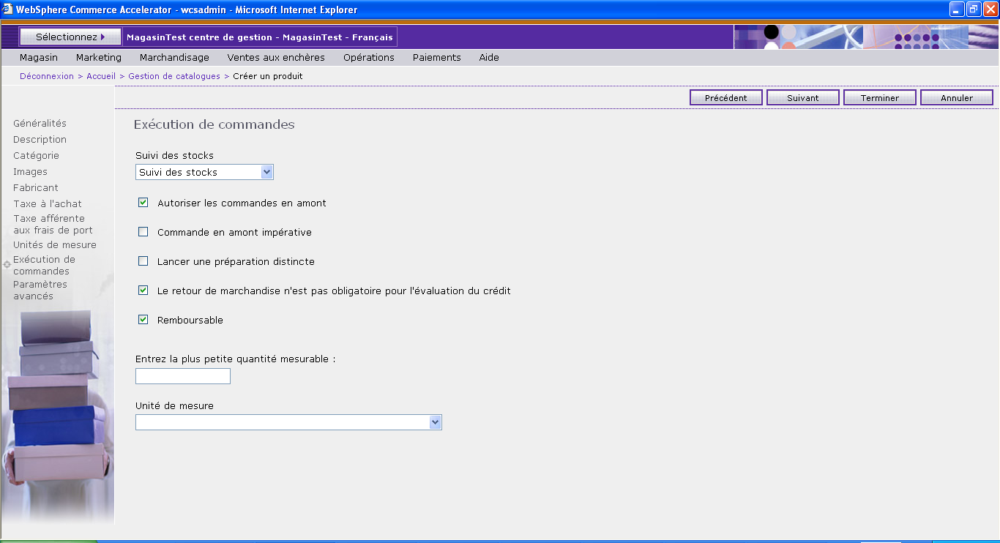 WebSphere Commerce Accelerator - wcsadmin - Microsoft Internet Explorer
Sélectionnez
MagasinTest centre de gestion - MagasinTest - Français
Magasin Marketing Marchandisage Ventes aux enchères Opérations Paiements Aide
Déconnexion > Accueil > Gestion de catalogues > Créer un produit
Précédent Suivant Terminer Annuler
Généralités
Description
Catégorie
Images
Fabricant
Taxe à l'achat
Taxe afférente
aux frais de port
Unités de mesure
Exécution de
commandes
Paramètres
avancés
Exécution de commandes
Suivi des stocks
Suivi des stocks
Autoriser les commandes en amont
Commande en amont impérative
Lancer une préparation distincte
Le retour de marchandise n'est pas obligatoire pour l'évaluation du crédit
Remboursable
Entrez la plus petite quantité mesurable :
Unité de mesure